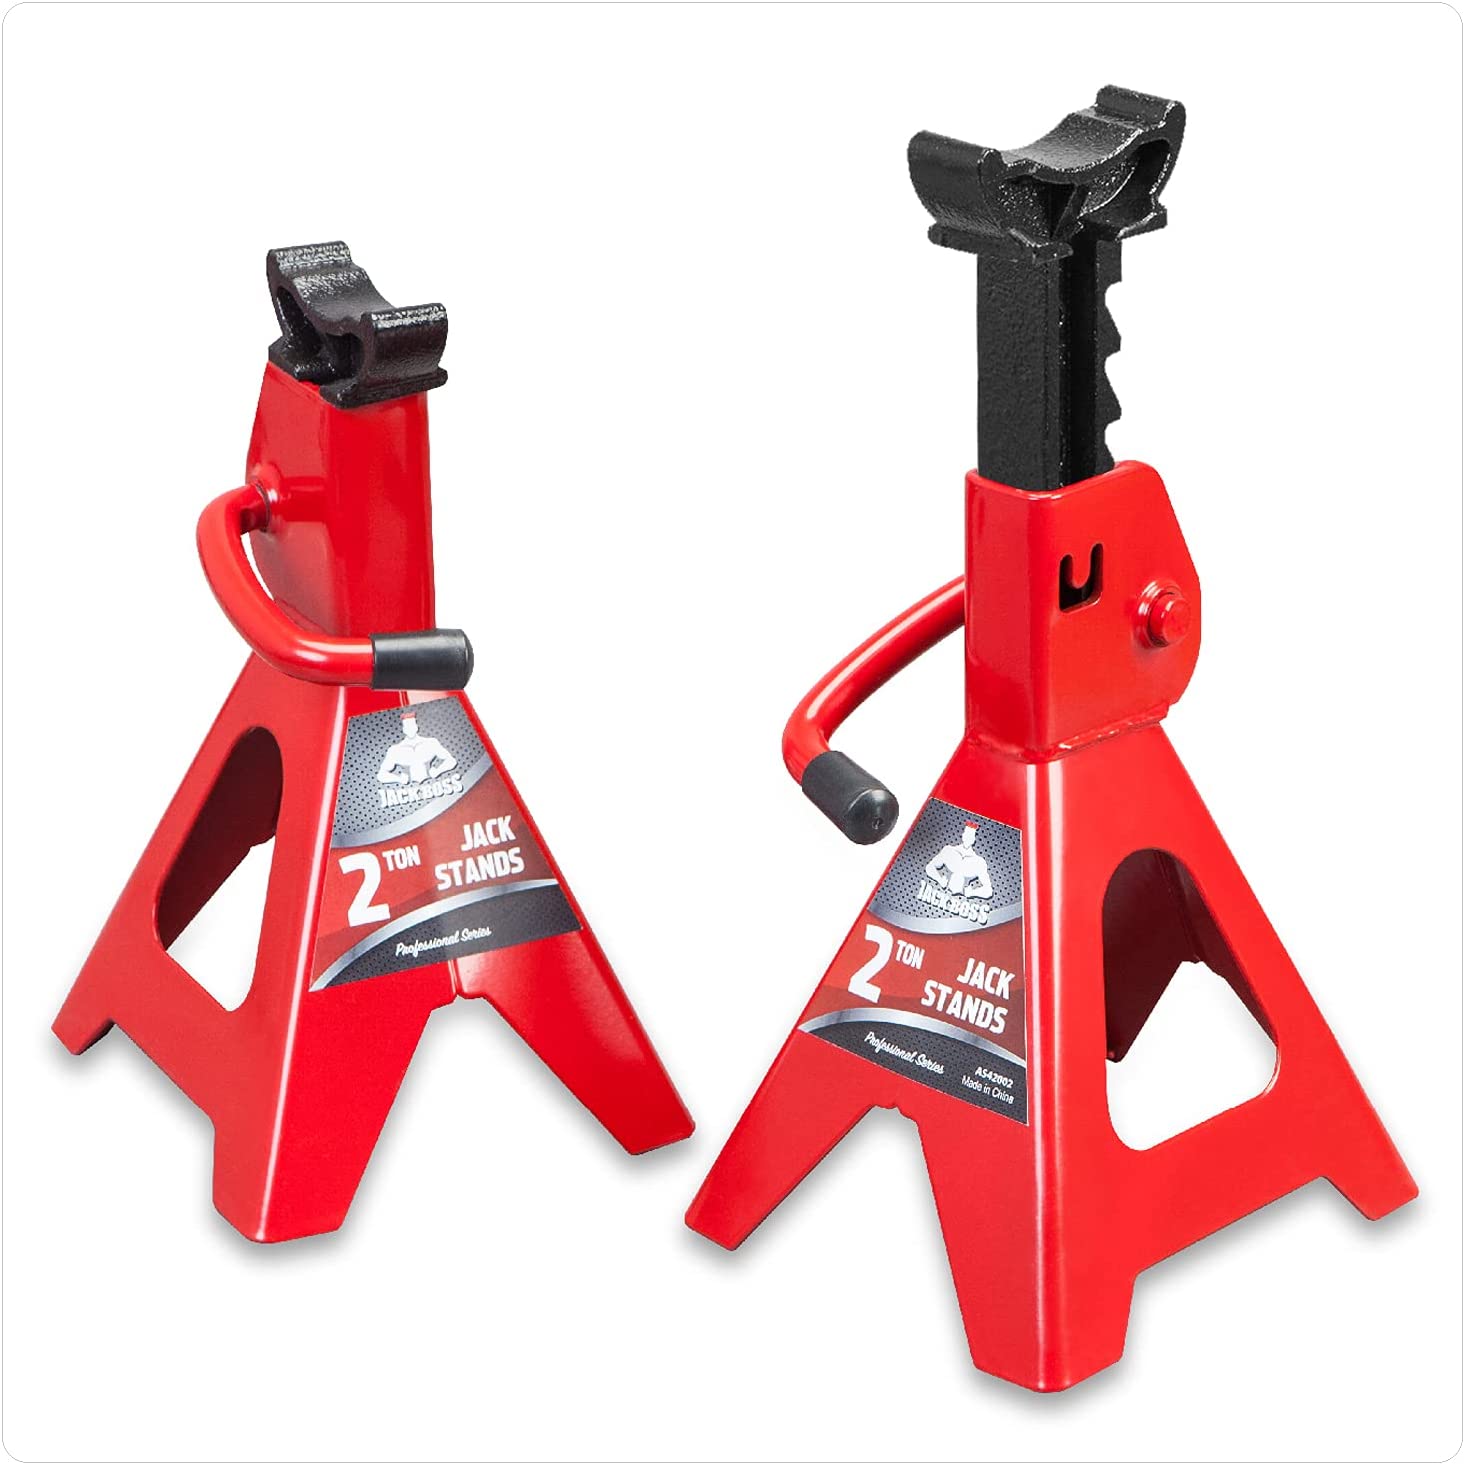 JACK BOSS
2 TON
JACK
STANDS
Professional Series
JACK BOSS
2 TON
JACK
STANDS
Professional Series
AS42002
Made in China